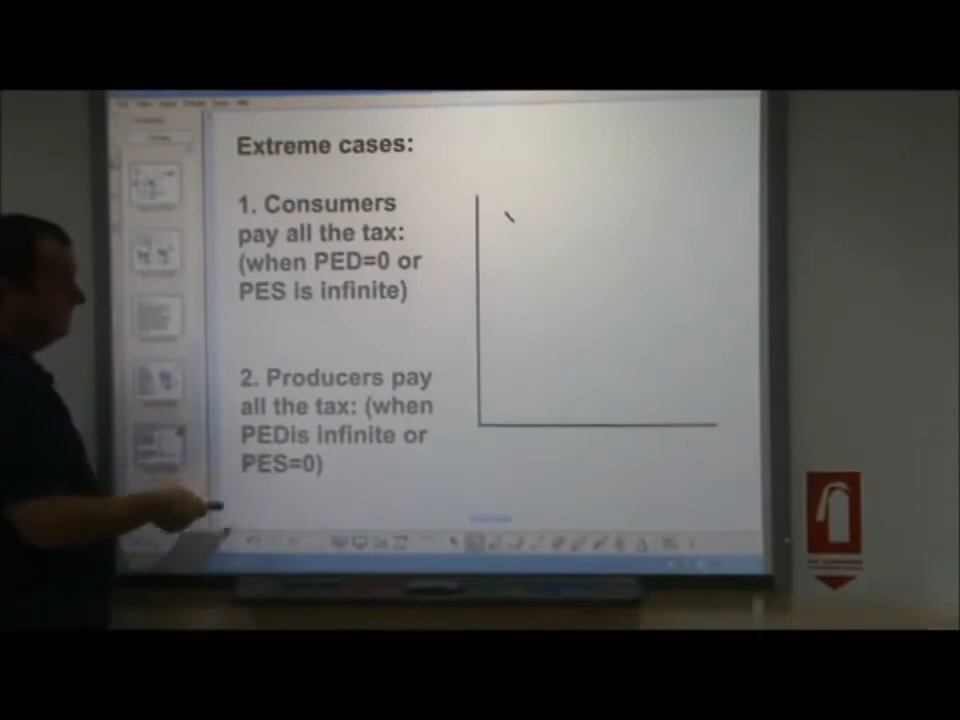 Extreme cases:
1. Consumers
pay all the tax:
(when PED=0 or
PES is infinite)
2. Producers pay
all the tax: (when
PEDis infinite or
PES=0)